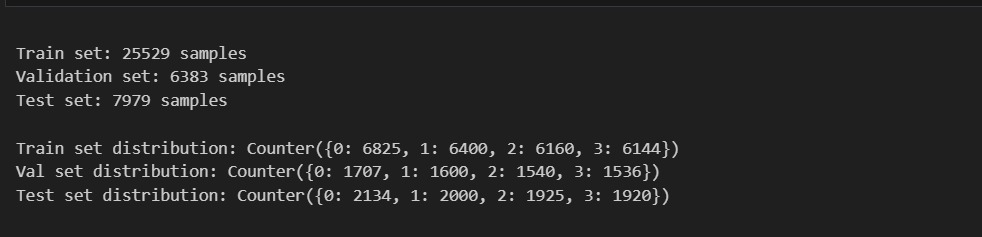 Train set: 25529 samples
Validation set: 6383 samples
Test set: 7979 samples
Train set distribution: Counter({0: 6825, 1: 6400, 2: 6160, 3: 6144})
Val set distribution: Counter({0: 1707, 1: 1600, 2: 1540, 3: 1536})
Test set distribution: Counter({0: 2134, 1: 2000, 2: 1925, 3: 1920})